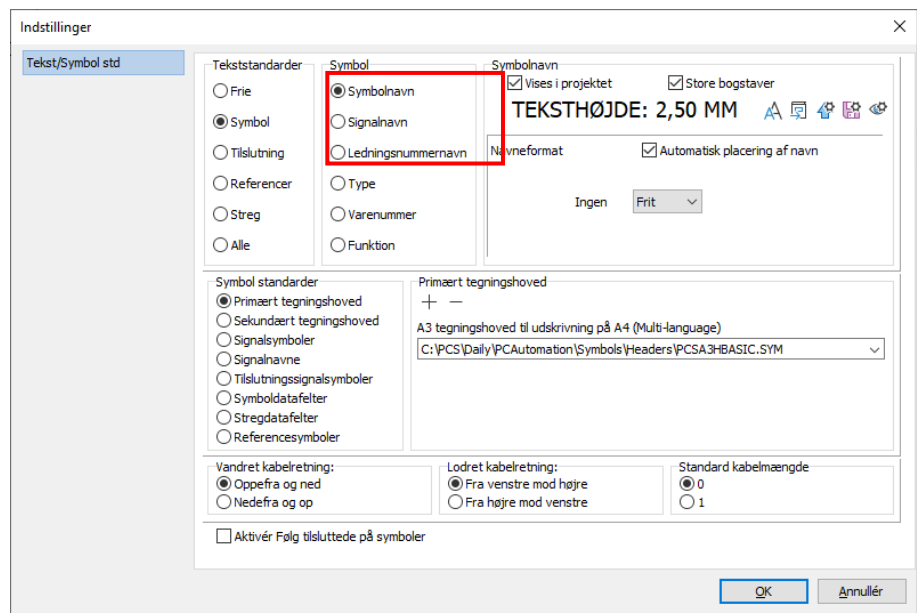 Indstillinger
Tekst/Symbol std
Tekststandarder
Frie
Symbol
Tilslutning
Referencer
Streg
Alle
Symbol
Symbolnavn
Signalnavn
Ledningsnummernavn
Type
Varenummer
Funktion
Symbolnavn
Vises i projektet
Store bogstaver
TEKSTHØJDE: 2,50 MM
Navneformat
Automatisk placering af navn
Ingen
Frit
Symbol standarder
Primært tegningshoved
Sekundært tegningshoved
Signalsymboler
Signalnavne
Tilslutningssignalsymboler
Symboldatafelter
Stregdatafelter
Referencesymboler
Primært tegningshoved
A3 tegningshoved til udskrivning på A4 (Multi-language)
C:\PCS\Daily\PCAutomation\Symbols\Headers\PCSA3HBASIC.SYM
Vandret kabelretning:
Oppefra og ned
Nedefra og op
Lodret kabelretning:
Fra venstre mod højre
Fra højre mod venstre
Standard kabelmængde
0
1
Aktivér Følg tilsluttede på symboler
OK
Annullér